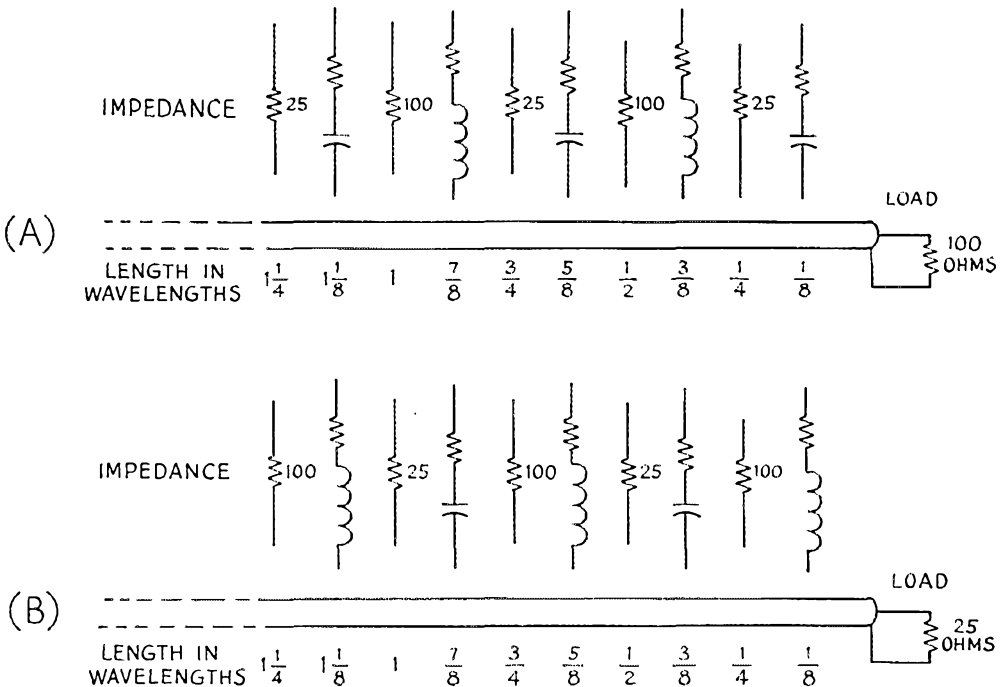 25 100 25 100 25
IMPEDANCE
LOAD
(A)
100 OHMS
LENGTH IN WAVELENGTHS
1 1/4 1 1/8 1 7/8 3/4 5/8 1/2 3/8 1/4 1/8
IMPEDANCE
100 25 100 25 100
LOAD
(B)
25 OHMS
LENGTH IN WAVELENGTHS
1 1/4 1 1/8 1 7/8 3/4 5/8 1/2 3/8 1/4 1/8